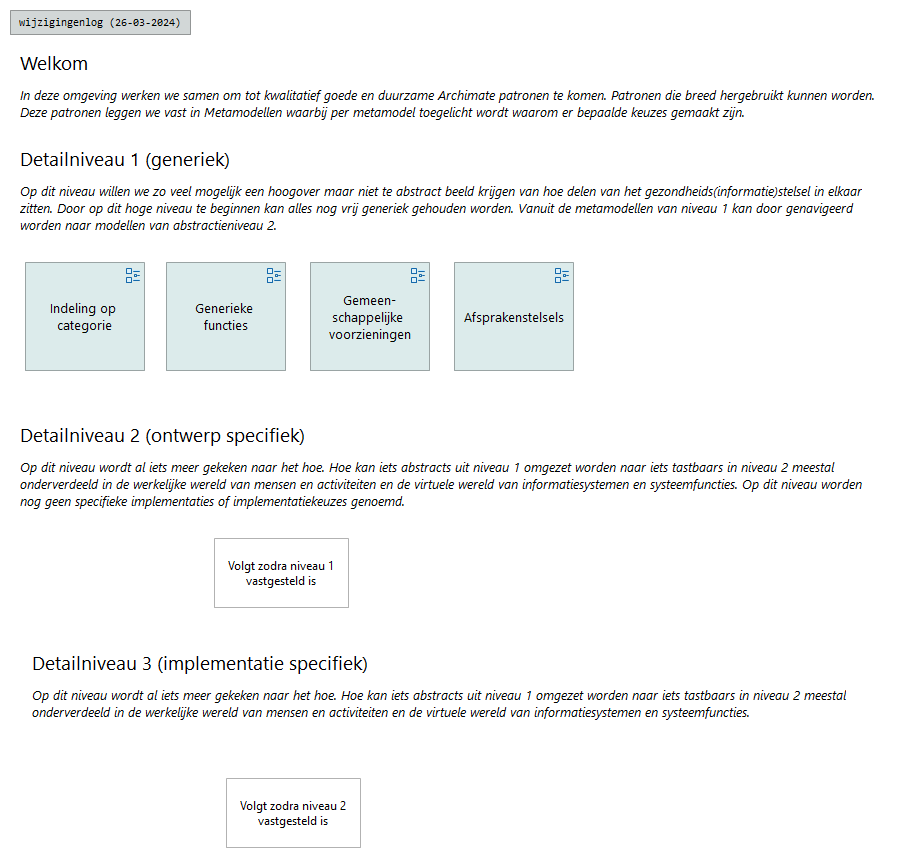 wijzigingenlog (26-03-2024)
Welkom
In deze omgeving werken we samen om tot kwalitatief goede en duurzame Archimate patronen te komen. Patronen die breed hergebruikt kunnen worden.
Deze patronen leggen we vast in Metamodellen waarbij per metamodel toegelicht wordt waarom er bepaalde keuzes gemaakt zijn.
Detailniveau 1 (generiek)
Op dit niveau willen we zo veel mogelijk een hoogover maar niet te abstract beeld krijgen van hoe delen van het gezondheids(informatie)stelsel in elkaar
zitten. Door op dit hoge niveau te beginnen kan alles nog vrij generiek gehouden worden. Vanuit de metamodellen van niveau 1 kan door genavigeerd
worden naar modellen van abstractieniveau 2.
Indeling op
categorie
Generieke
functies
Gemeen-
schappelijke
voorzieningen
Afsprakenstelsels
Detailniveau 2 (ontwerp specifiek)
Op dit niveau wordt al iets meer gekeken naar het hoe. Hoe kan iets abstracts uit niveau 1 omgezet worden naar iets tastbaars in niveau 2 meestal
onderverdeeld in de werkelijke wereld van mensen en activiteiten en de virtuele wereld van informatiesystemen en systeemfuncties. Op dit niveau worden
nog geen specifieke implementaties of implementatiekeuzes genoemd.
Volgt zodra niveau 1
vastgesteld is
Detailniveau 3 (implementatie specifiek)
Op dit niveau wordt al iets meer gekeken naar het hoe. Hoe kan iets abstracts uit niveau 1 omgezet worden naar iets tastbaars in niveau 2 meestal
onderverdeeld in de werkelijke wereld van mensen en activiteiten en de virtuele wereld van informatiesystemen en systeemfuncties.
Volgt zodra niveau 2
vastgesteld is